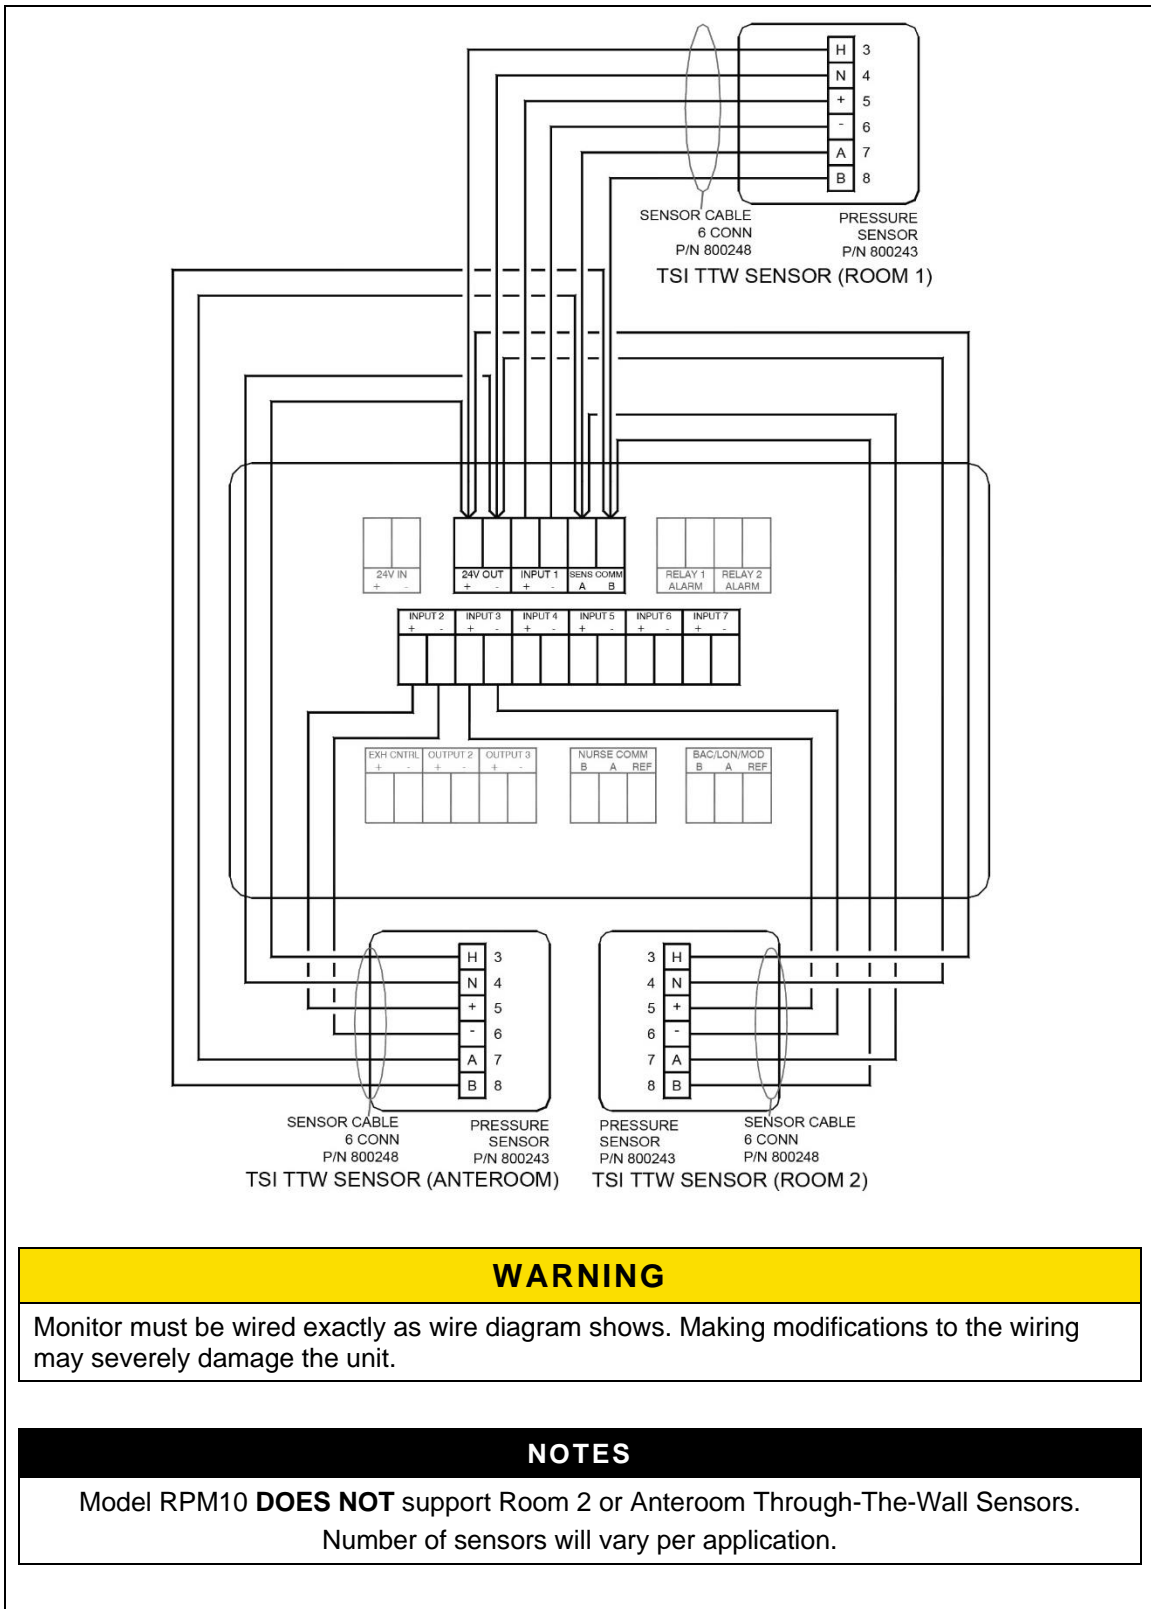 H 3
N 4
+ 5
- 6
A 7
B 8
SENSOR CABLE
6 CONN
P/N 800248
PRESSURE
SENSOR
P/N 800243
TSI TTW SENSOR (ROOM 1)
24V IN
+ -
24V OUT
+ -
INPUT 1
+ -
SENS COMM
A B
RELAY 1
ALARM
RELAY 2
ALARM
INPUT 2
+ -
INPUT 3
+ -
INPUT 4
+ -
INPUT 5
+ -
INPUT 6
+ -
INPUT 7
+ -
EXH CNTRL
+ -
OUTPUT 2
+ -
OUTPUT 3
+ -
NURSE COMM
B A REF
BAC/LON/MOD
B A REF
H 3
N 4
+ 5
- 6
A 7
B 8
SENSOR CABLE
6 CONN
P/N 800248
PRESSURE
SENSOR
P/N 800243
TSI TTW SENSOR (ANTEROOM)
3 H
4 N
5 +
6 -
7 A
8 B
PRESSURE
SENSOR
P/N 800243
SENSOR CABLE
6 CONN
P/N 800248
TSI TTW SENSOR (ROOM 2)
WARNING
Monitor must be wired exactly as wire diagram shows. Making modifications to the wiring
may severely damage the unit.
NOTES
Model RPM10 DOES NOT support Room 2 or Anteroom Through-The-Wall Sensors.
Number of sensors will vary per application.